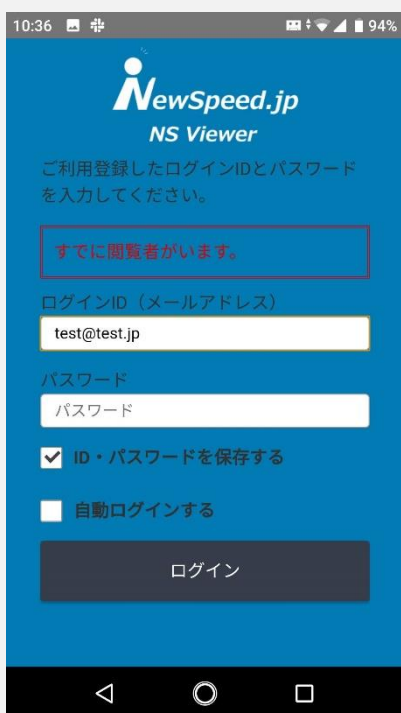 10:36
94%
NewSpeed.jp
NS Viewer
ご利用登録したログインIDとパスワード
を入力してください。
すでに閲覧者がいます。
ログインID（メールアドレス）
test@test.jp
パスワード
パスワード
ID・パスワードを保存する
自動ログインする
ログイン